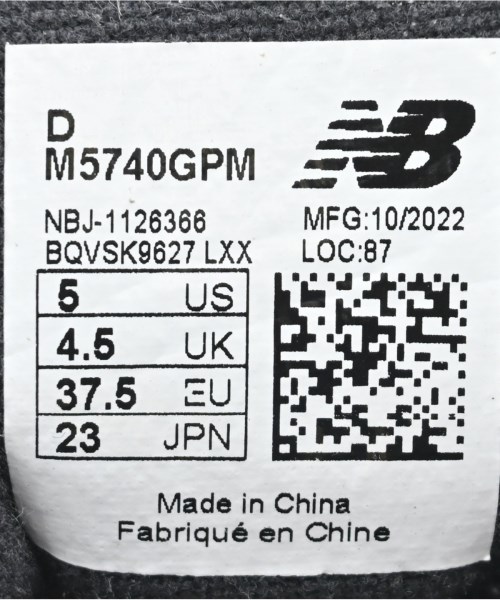 D
M5740GPM
NB
NBJ-1126366
MFG:10/2022
BQVSK9627 LXX
LOC:87
5 US
4.5 UK
37.5 EU
23 JPN
Made in China
Fabriqué en Chine